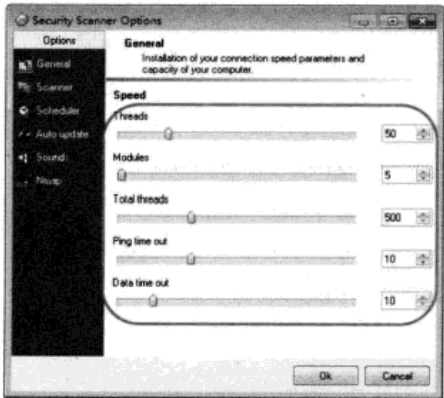 Security Scanner Options
Options
General
Scanner
Scheduler
Auto update
Sound
Nmap
General
Installation of your connection speed parameters and
capacity of your computer.
Speed
Threads
50
Modules
5
Total threads
500
Ping time out
10
Data time out
10
Ok
Cancel